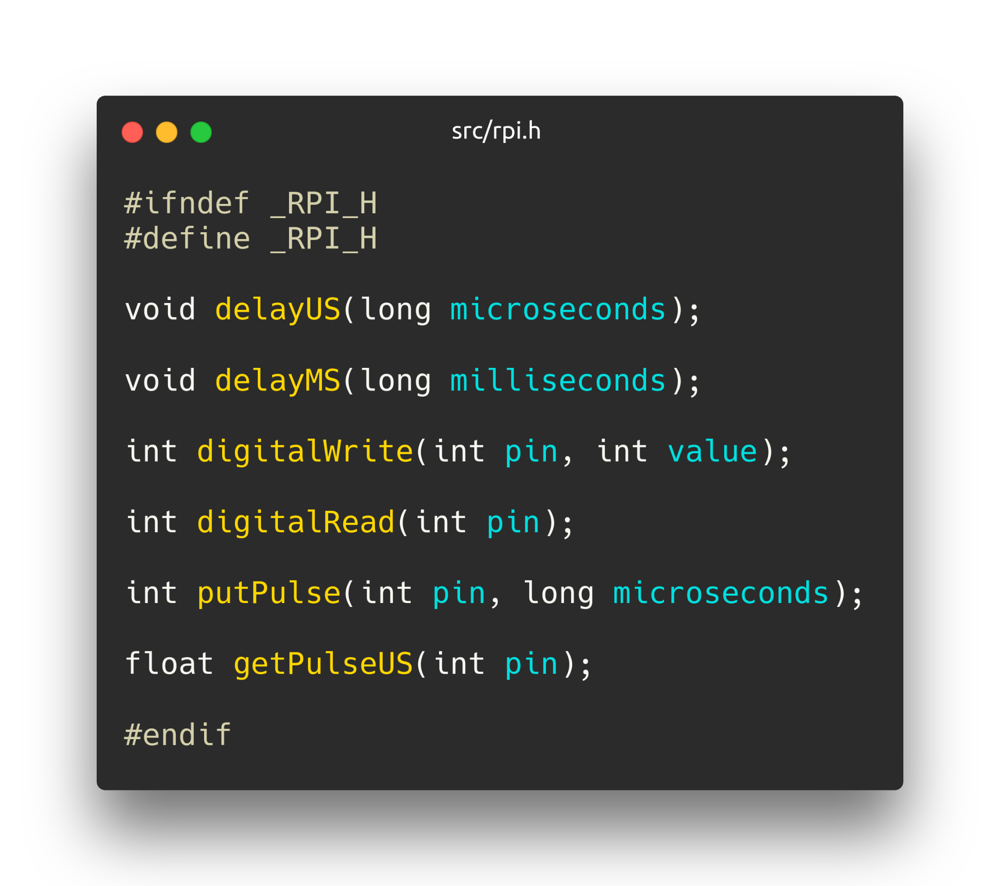 src/rpi.h
#ifndef _RPI_H
#define _RPI_H
void delayUS(long microseconds);
void delayMS(long milliseconds);
int digitalWrite(int pin, int value);
int digitalRead(int pin);
int putPulse(int pin, long microseconds);
float getPulseUS(int pin);
#endif